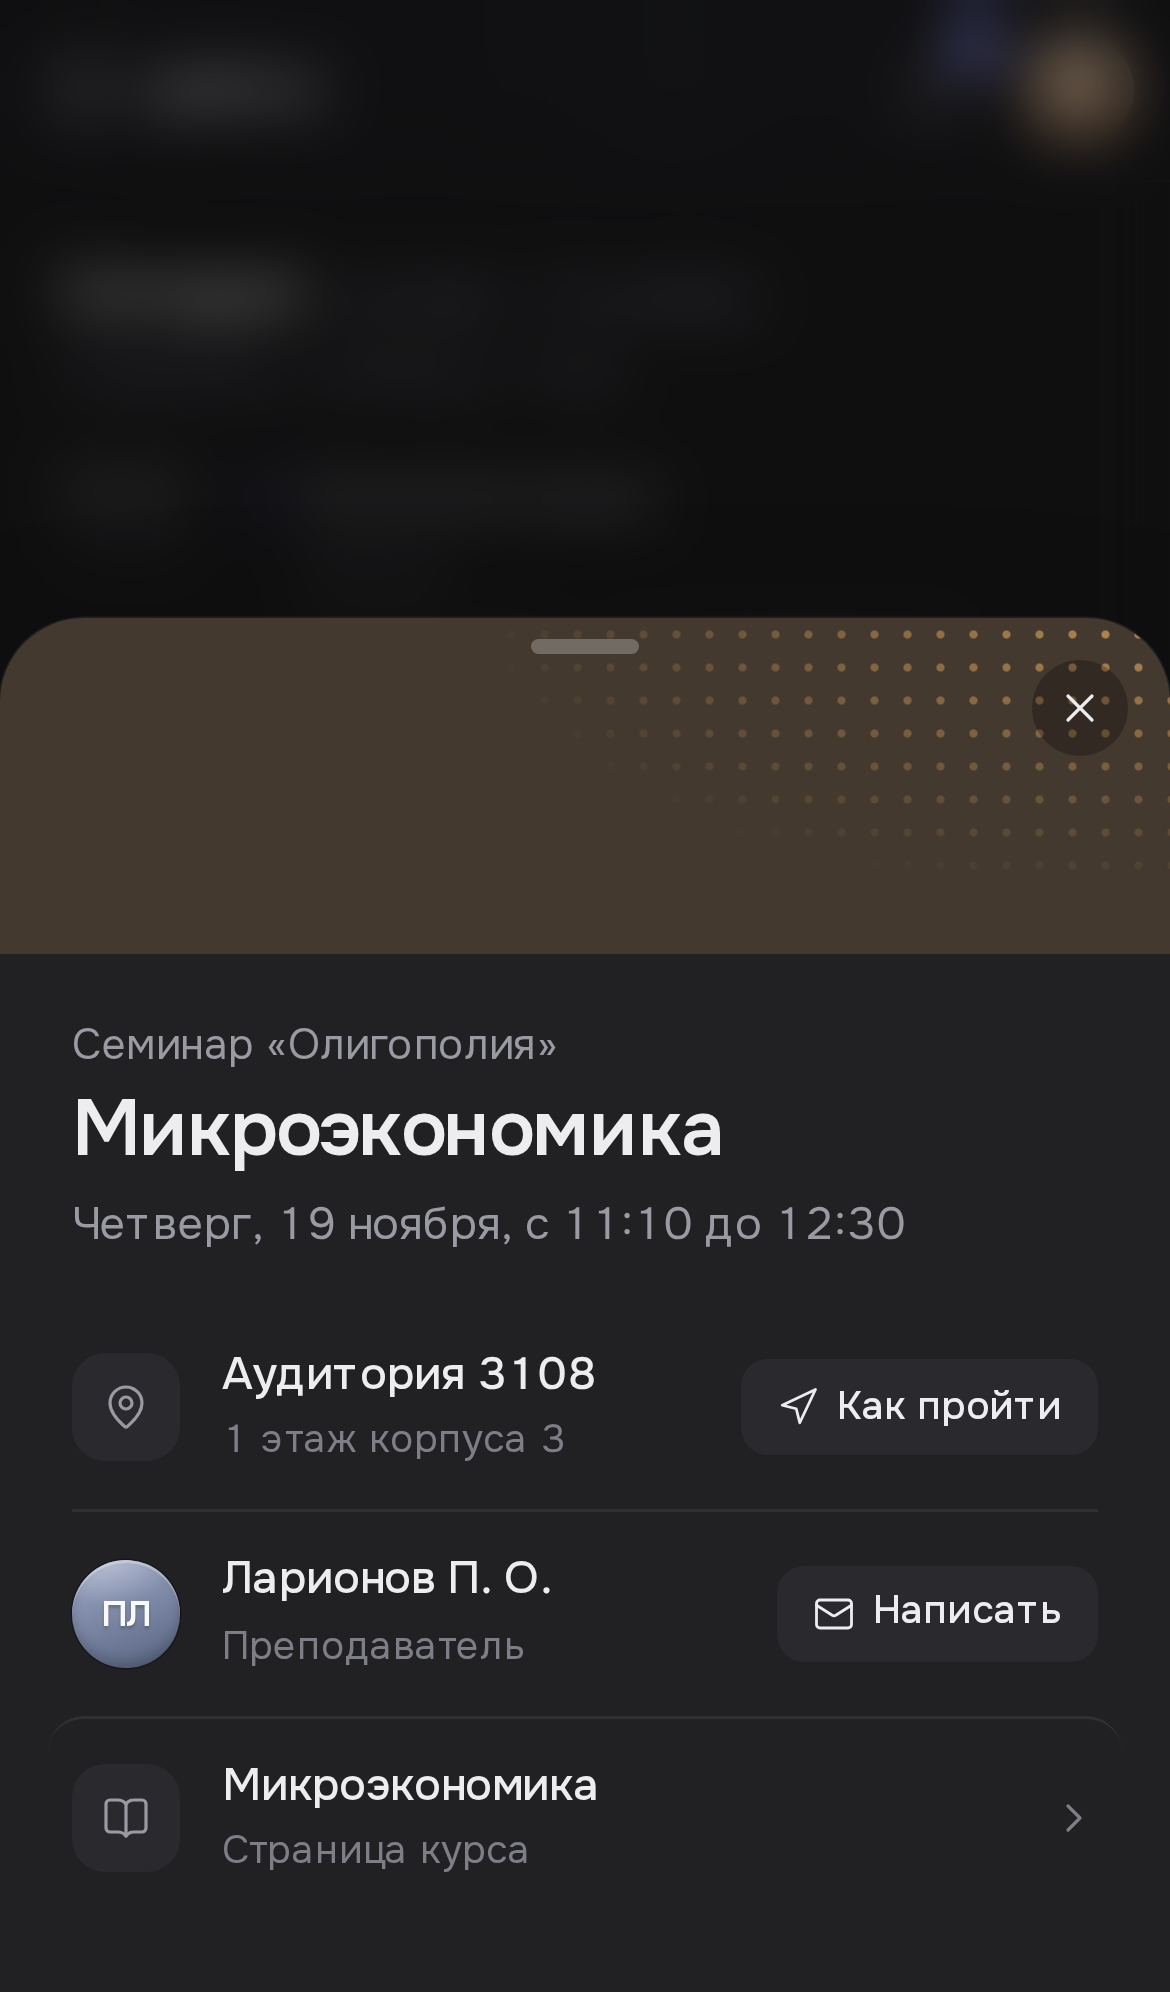 Семинар «Олигополия»
Микроэкономика
Четверг, 19 ноября, с 11:10 до 12:30
Аудитория 3108
1 этаж корпуса 3
Как пройти
ПЛ
Ларионов П. О.
Преподаватель
Написать
Микроэкономика
Страница курса